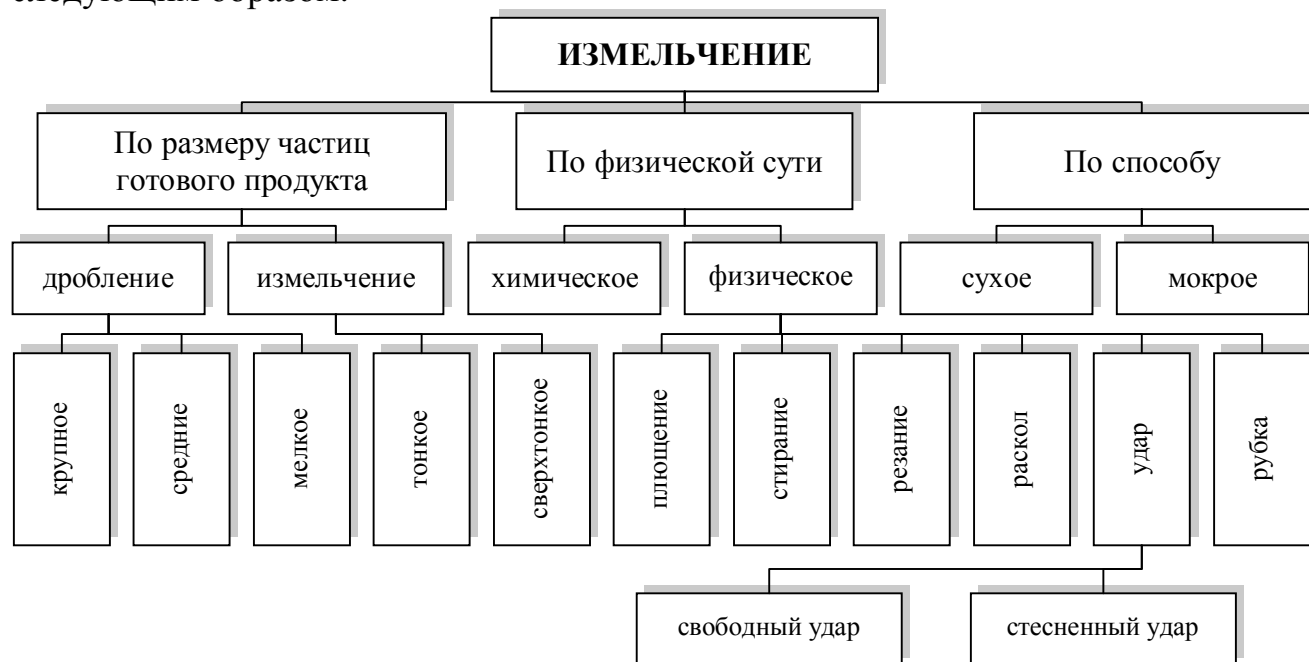 следующим образом:
ИЗМЕЛЬЧЕНИЕ
По размеру частиц
готового продукта
По физической сути
По способу
дробление
измельчение
химическое
физическое
сухое
мокрое
крупное
средние
мелкое
тонкое
сверхтонкое
плющение
стирание
резание
раскол
удар
рубка
свободный удар
стесненный удар